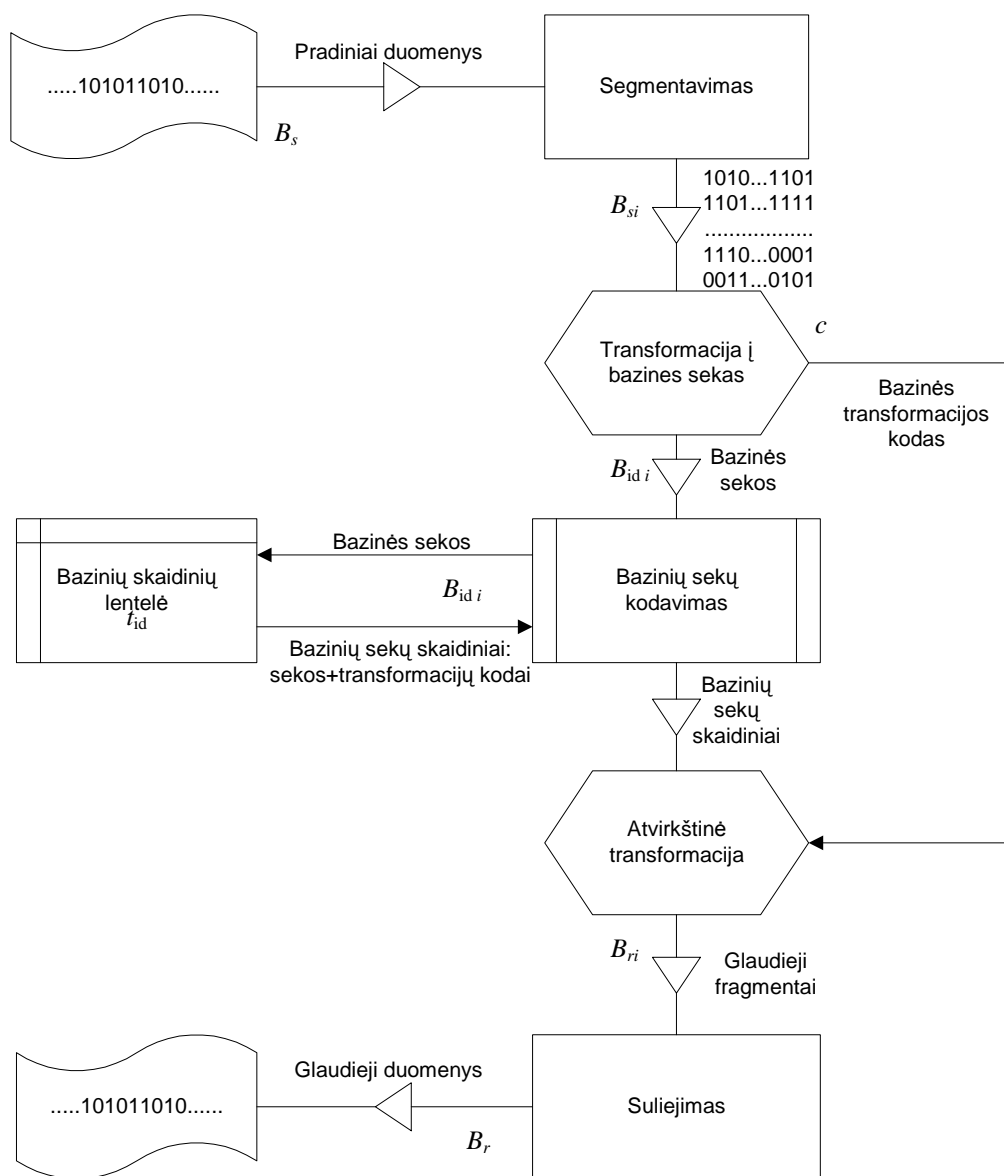 Pradiniai duomenys
.....101011010......
Segmentavimas
B_s
1010...1101
B_si
1101...1111
..................
1110...0001
0011...0101
c
Transformacija į
bazines sekas
Bazinės
transformacijos
kodas
B_id i
Bazinės
sekos
Bazinės sekos
Bazinių skaidinių
lentelė
t_id
B_id i
Bazinių sekų
kodavimas
Bazinių sekų skaidiniai:
sekos+transformacijų kodai
Bazinių
sekų
skaidiniai
Atvirkštinė
transformacija
B_ri
Glaudieji
fragmentai
Glaudieji duomenys
.....101011010......
Suliejimas
B_r